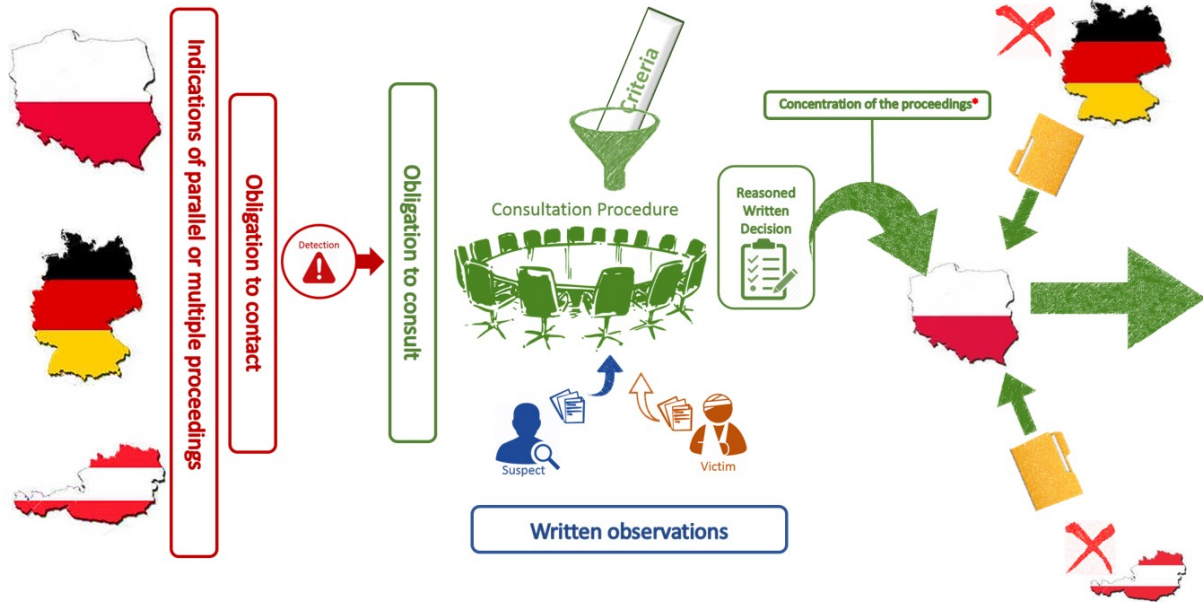 Indications of parallel or multiple proceedings
Obligation to contact
Detection
Obligation to consult
Criteria
Consultation Procedure
Suspect
Victim
Written observations
Reasoned
Written
Decision
Concentration of the proceedings*